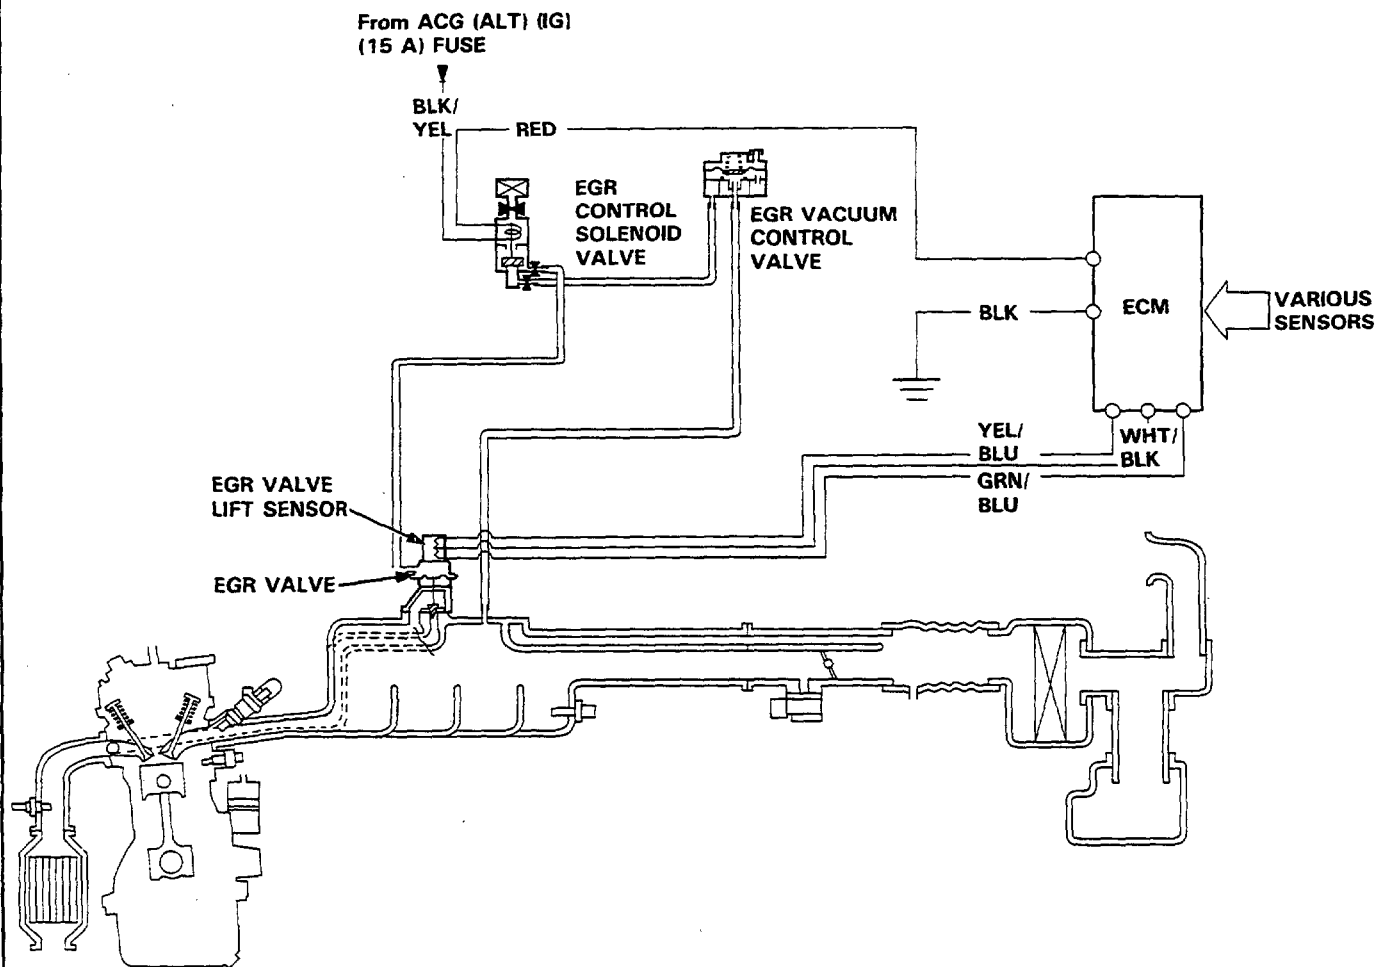 From ACG (ALT) (IG)
(15 A) FUSE
BLK/
YEL
RED
EGR
CONTROL
SOLENOID
VALVE
EGR VACUUM
CONTROL
VALVE
ECM
VARIOUS
SENSORS
BLK
YEL/
BLU
WHT/
BLK
GRN/
BLU
EGR VALVE
LIFT SENSOR
EGR VALVE